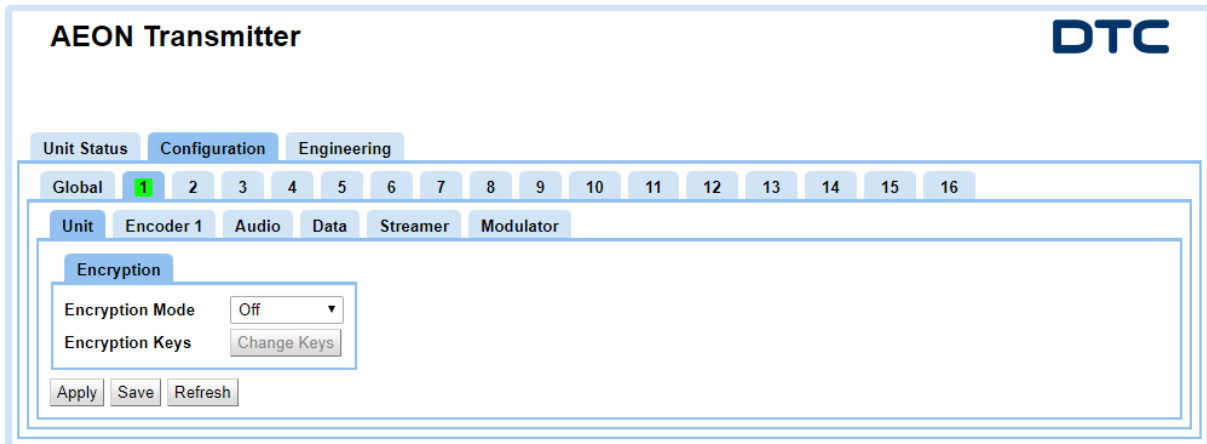 AEON Transmitter DTC
Unit Status Configuration Engineering
Global 1 2 3 4 5 6 7 8 9 10 11 12 13 14 15 16
Unit Encoder 1 Audio Data Streamer Modulator
Encryption
Encryption Mode Off
Encryption Keys Change Keys
Apply Save Refresh